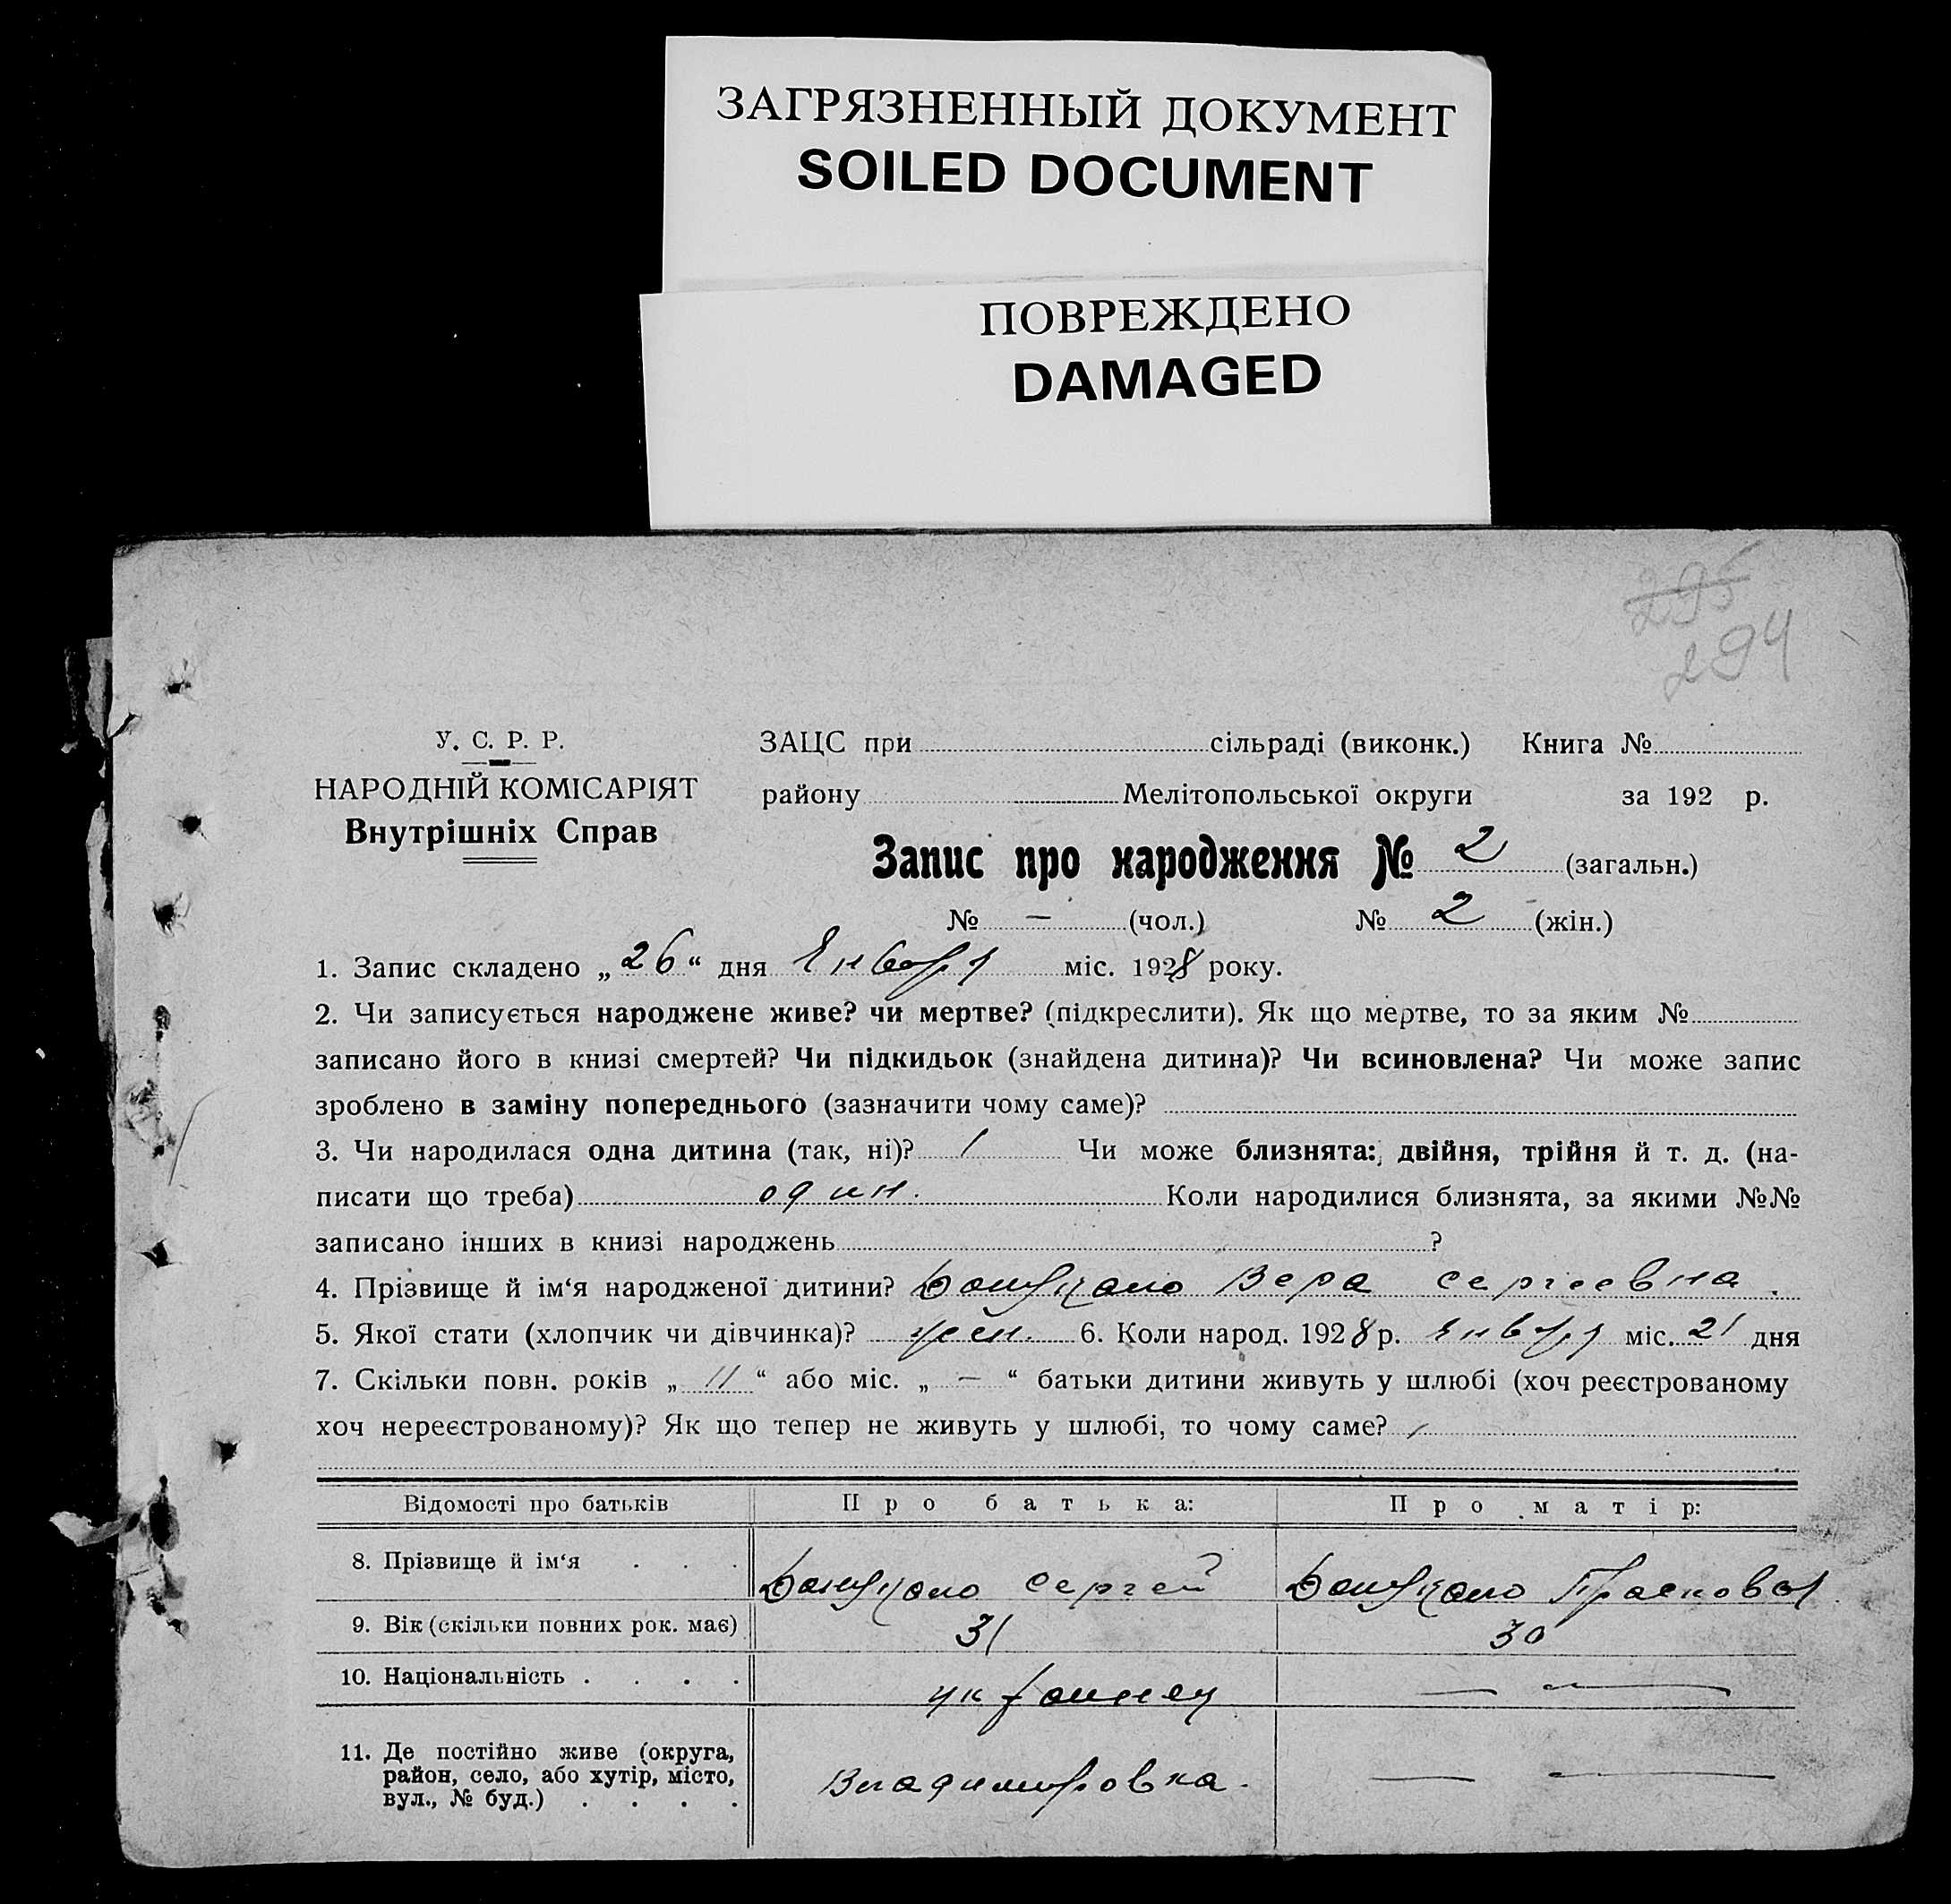 ЗАГРЯЗНЕННЫЙ ДОКУМЕНТ
SOILED DOCUMENT
ПОВРЕЖДЕНО
DAMAGED
295
294
У. С. Р. Р.
НАРОДНІЙ КОМІСАРІЯТ
Внутрішніх Справ
ЗАЦС при сільраді (виконк.) Книга №
району Мелітопольської округи за 192 р.
Запис про народження № 2 (загальн.)
№ — (чол.) № 2 (жін.)
1. Запис складено „26“ дня Января міс. 1928 року.
2. Чи записується народжене живе? чи мертве? (підкреслити). Як що мертве, то за яким №
записано його в книзі смертей? Чи підкидьок (знайдена дитина)? Чи всиновлена? Чи може запис
зроблено в заміну попереднього (зазначити чому саме)?
3. Чи народилася одна дитина (так, ні)? 1 Чи може близнята: двійня, трійня й т. д. (на-
писати що треба) один. Коли народилися близнята, за якими №№
записано інших в книзі народжень ?
4. Прізвище й ім‘я народженої дитини? Вера Сергеевна.
5. Якої стати (хлопчик чи дівчинка)? жен. 6. Коли народ. 1928 р. января міс. 21 дня
7. Скільки повн. років „ 11 “ або міс. „ — “ батьки дитини живуть у шлюбі (хоч реєстрованому
хоч нереєстрованому)? Як що тепер не живуть у шлюбі, то чому саме?
Відомості про батьків Про батька: Про матір:
8. Прізвище й ім‘я . . . Сергей Прасковья
9. Вік (скільки повних рок. має) 31 30
10. Національність . . . . украинец — —
11. Де постійно живе (округа,
район, село, або хутір, місто,
вул., № буд.) . . . . Владимировка. — —